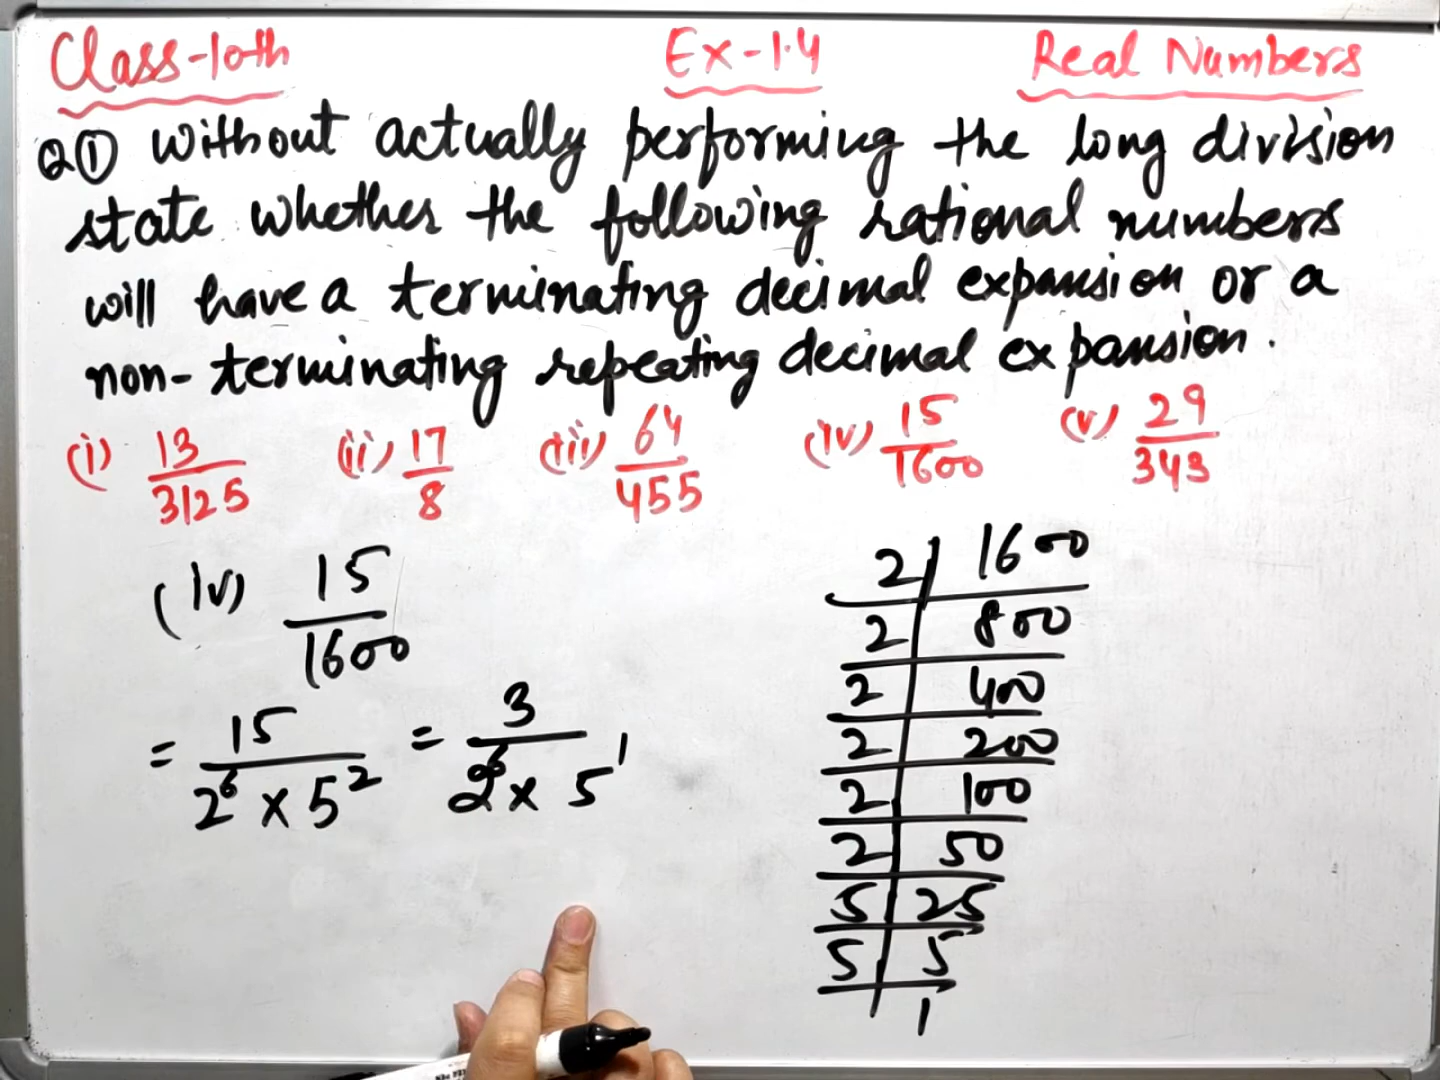 Class-10th Ex-1.4 Real Numbers
Q① Without actually performing the long division
state whether the following rational numbers
will have a terminating decimal expansion or a
non-terminating repeating decimal expansion.
(i) 13/3125 (ii) 17/8 (iii) 64/455 (iv) 15/1600 (v) 29/343
(iv) 15/1600
= 15/2⁶ × 5² = 3/2⁶ × 5¹
2 | 1600
2 | 800
2 | 400
2 | 200
2 | 100
2 | 50
5 | 25
5 | 5
1